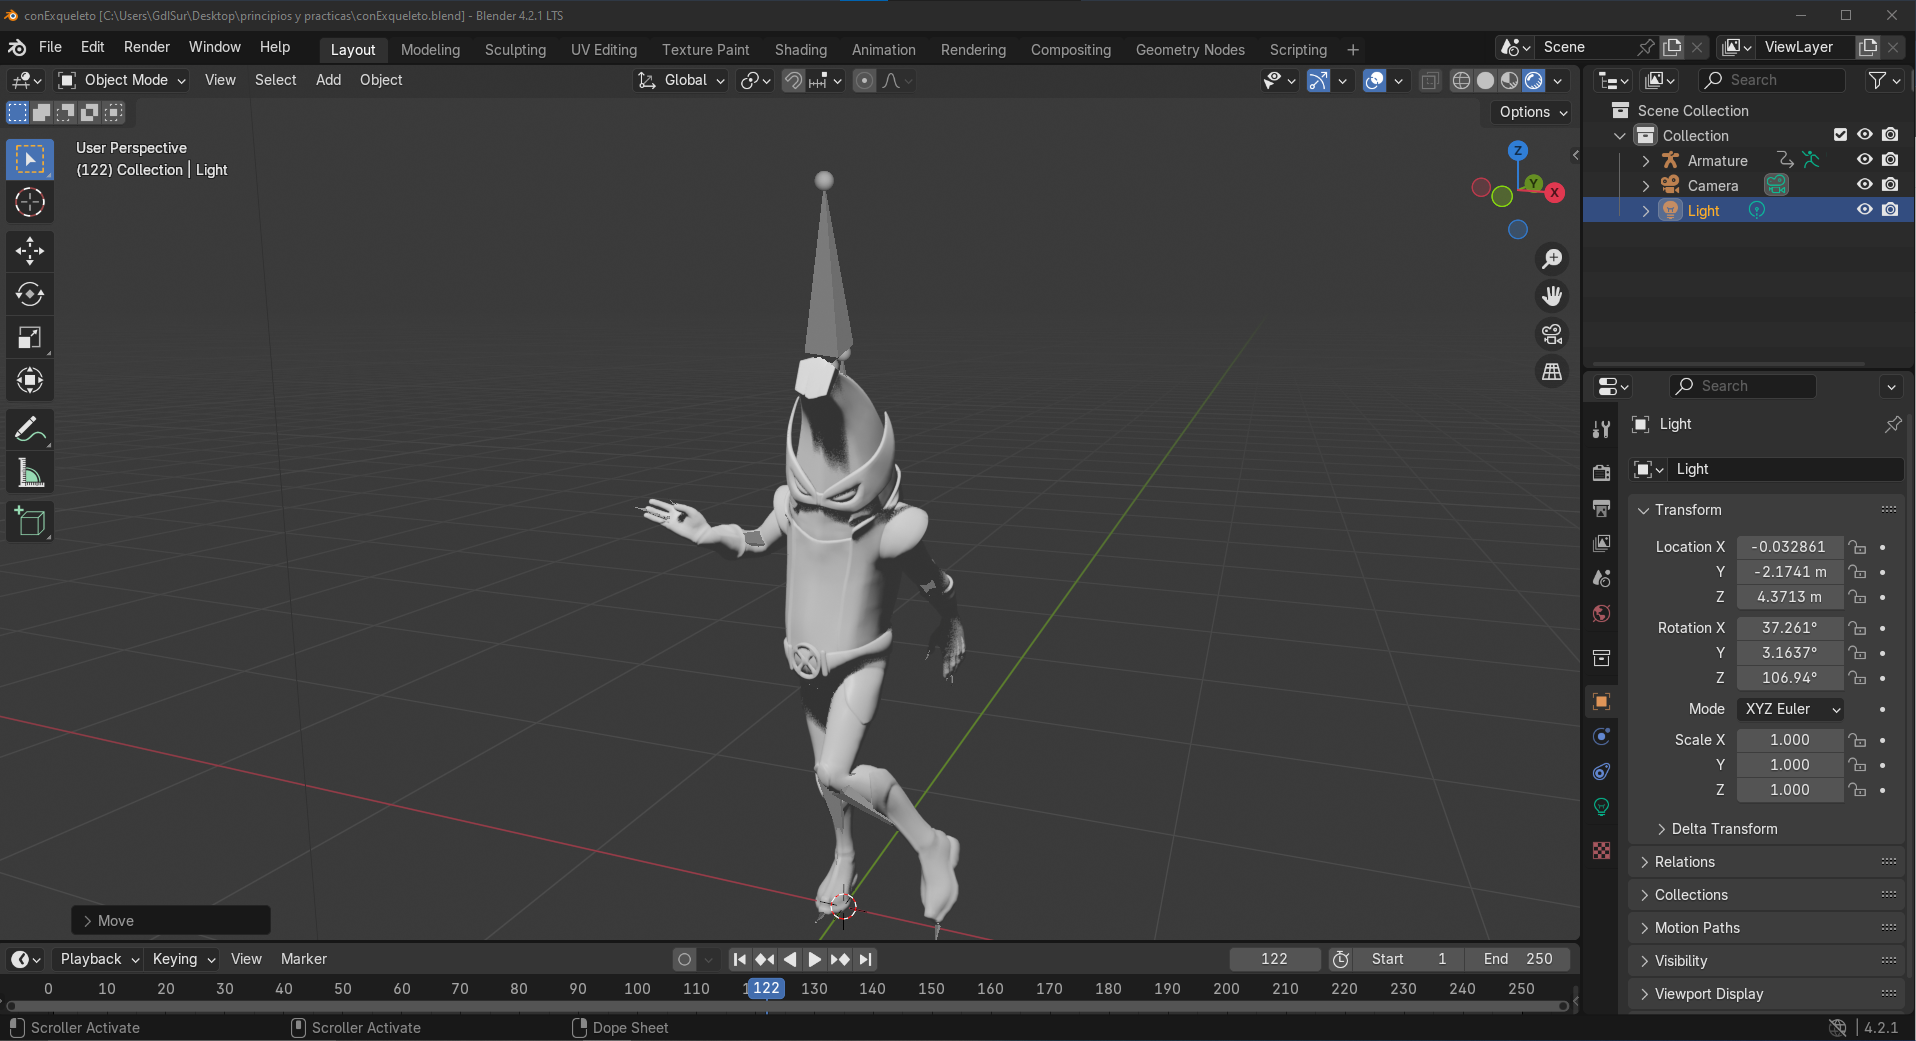 conExqueleto [C:\Users\GdlSur\Desktop\principios y practicas\conExqueleto.blend] - Blender 4.2.1 LTS
File Edit Render Window Help Layout Modeling Sculpting UV Editing Texture Paint Shading Animation Rendering Compositing Geometry Nodes Scripting + Scene ViewLayer
Object Mode View Select Add Object Global Search
Options
Scene Collection
Collection
Armature
Camera
Light
User Perspective
(122) Collection | Light
Z
Y
X
Search
Light
Light
Transform
Location X -0.032861
Y -2.1741 m
Z 4.3713 m
Rotation X 37.261°
Y 3.1637°
Z 106.94°
Mode XYZ Euler
Scale X 1.000
Y 1.000
Z 1.000
Delta Transform
Relations
Collections
Motion Paths
Visibility
Viewport Display
Move
Playback Keying View Marker 122 Start 1 End 250
0 10 20 30 40 50 60 70 80 90 100 110 122 130 140 150 160 170 180 190 200 210 220 230 240 250
Scroller Activate Scroller Activate Dope Sheet 4.2.1